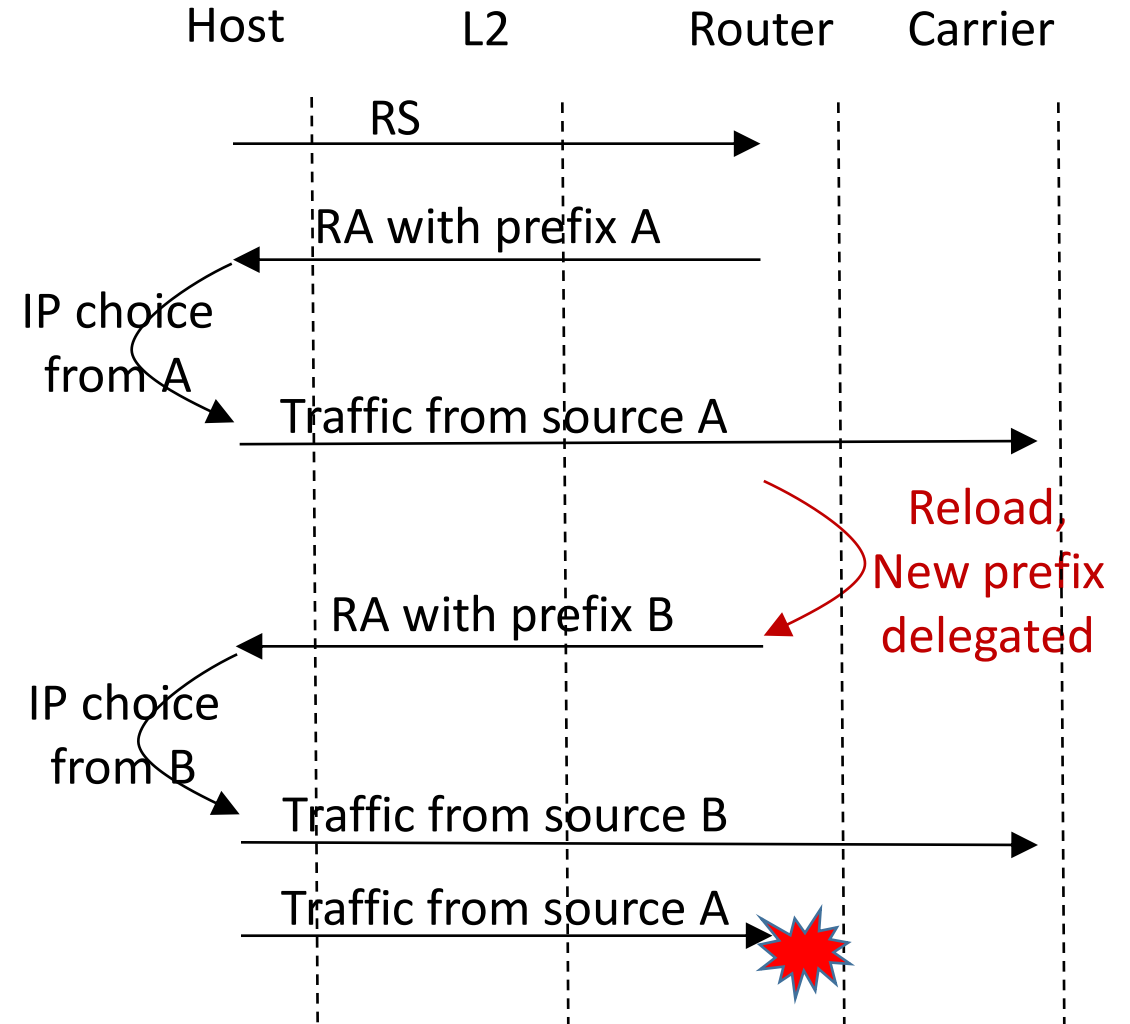 Host L2 Router Carrier
RS
RA with prefix A
IP choice
from A
Traffic from source A
Reload,
New prefix
delegated
RA with prefix B
IP choice
from B
Traffic from source B
Traffic from source A